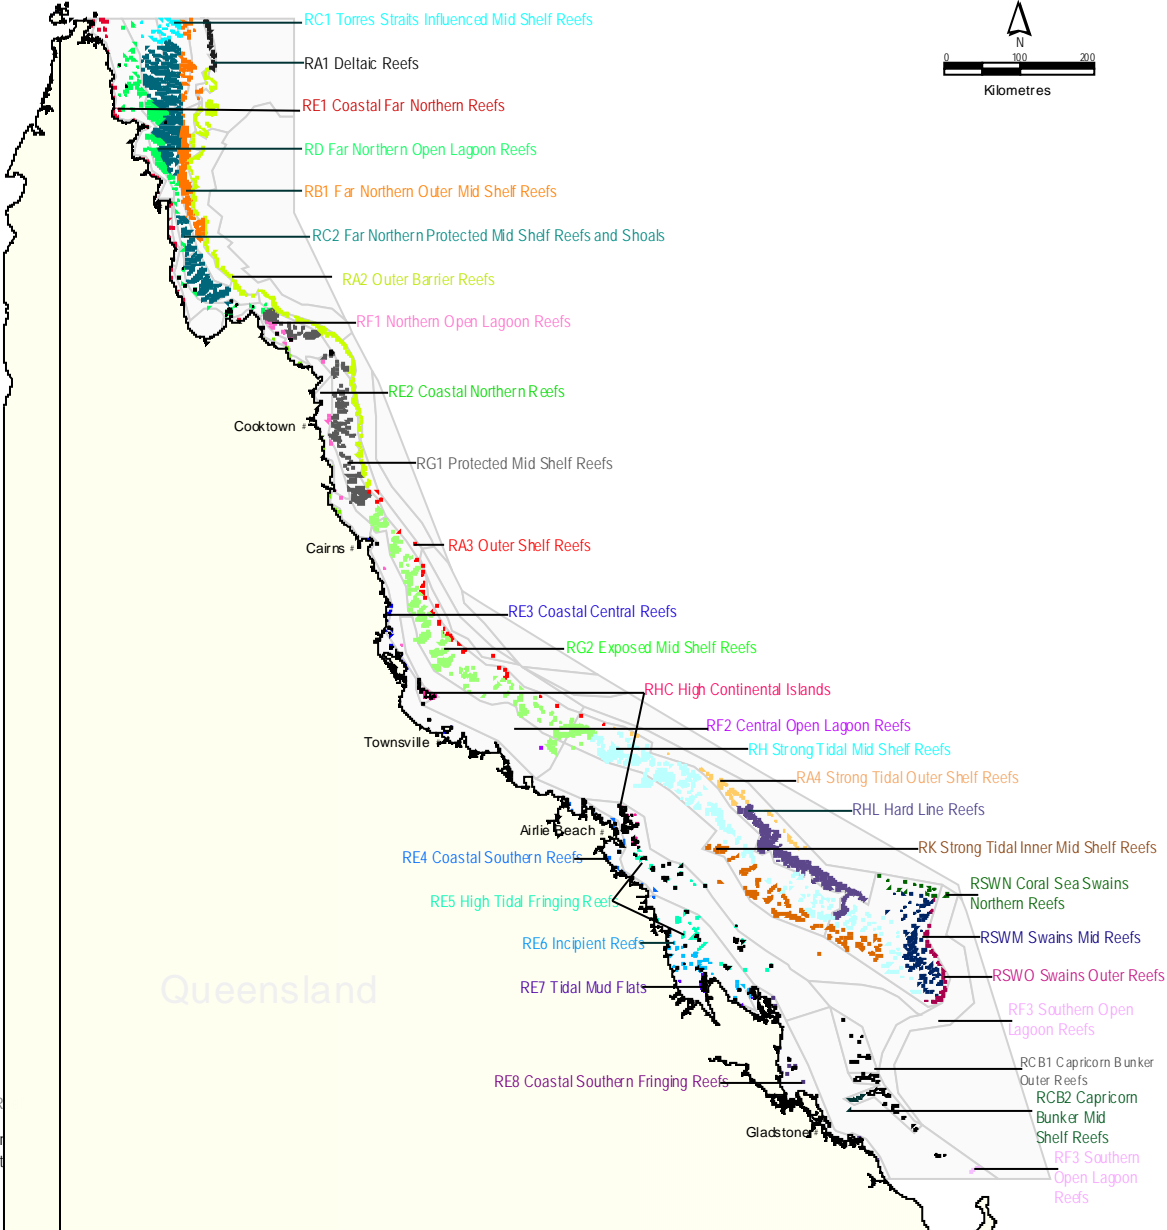 RC1 Torres Straits Influenced Mid Shelf Reefs
N
0 100 200
Kilometres
RA1 Deltaic Reefs
RE1 Coastal Far Northern Reefs
RD Far Northern Open Lagoon Reefs
RB1 Far Northern Outer Mid Shelf Reefs
RC2 Far Northern Protected Mid Shelf Reefs and Shoals
RA2 Outer Barrier Reefs
RF1 Northern Open Lagoon Reefs
RE2 Coastal Northern Reefs
Cooktown #
RG1 Protected Mid Shelf Reefs
Cairns #
RA3 Outer Shelf Reefs
RE3 Coastal Central Reefs
RG2 Exposed Mid Shelf Reefs
RHC High Continental Islands
RF2 Central Open Lagoon Reefs
Townsville
RH Strong Tidal Mid Shelf Reefs
RA4 Strong Tidal Outer Shelf Reefs
RHL Hard Line Reefs
Airlie Beach #
RK Strong Tidal Inner Mid Shelf Reefs
RE4 Coastal Southern Reefs
RSWN Coral Sea Swains
Northern Reefs
RE5 High Tidal Fringing Reefs
RSWM Swains Mid Reefs
RE6 Incipient Reefs
RSWO Swains Outer Reefs
RE7 Tidal Mud Flats
Queensland
RF3 Southern Open
Lagoon Reefs
RCB1 Capricorn Bunker
Outer Reefs
RE8 Coastal Southern Fringing Reefs
RCB2 Capricorn
Bunker Mid
Shelf Reefs
Gladstone #
RF3 Southern
Open Lagoon
Reefs